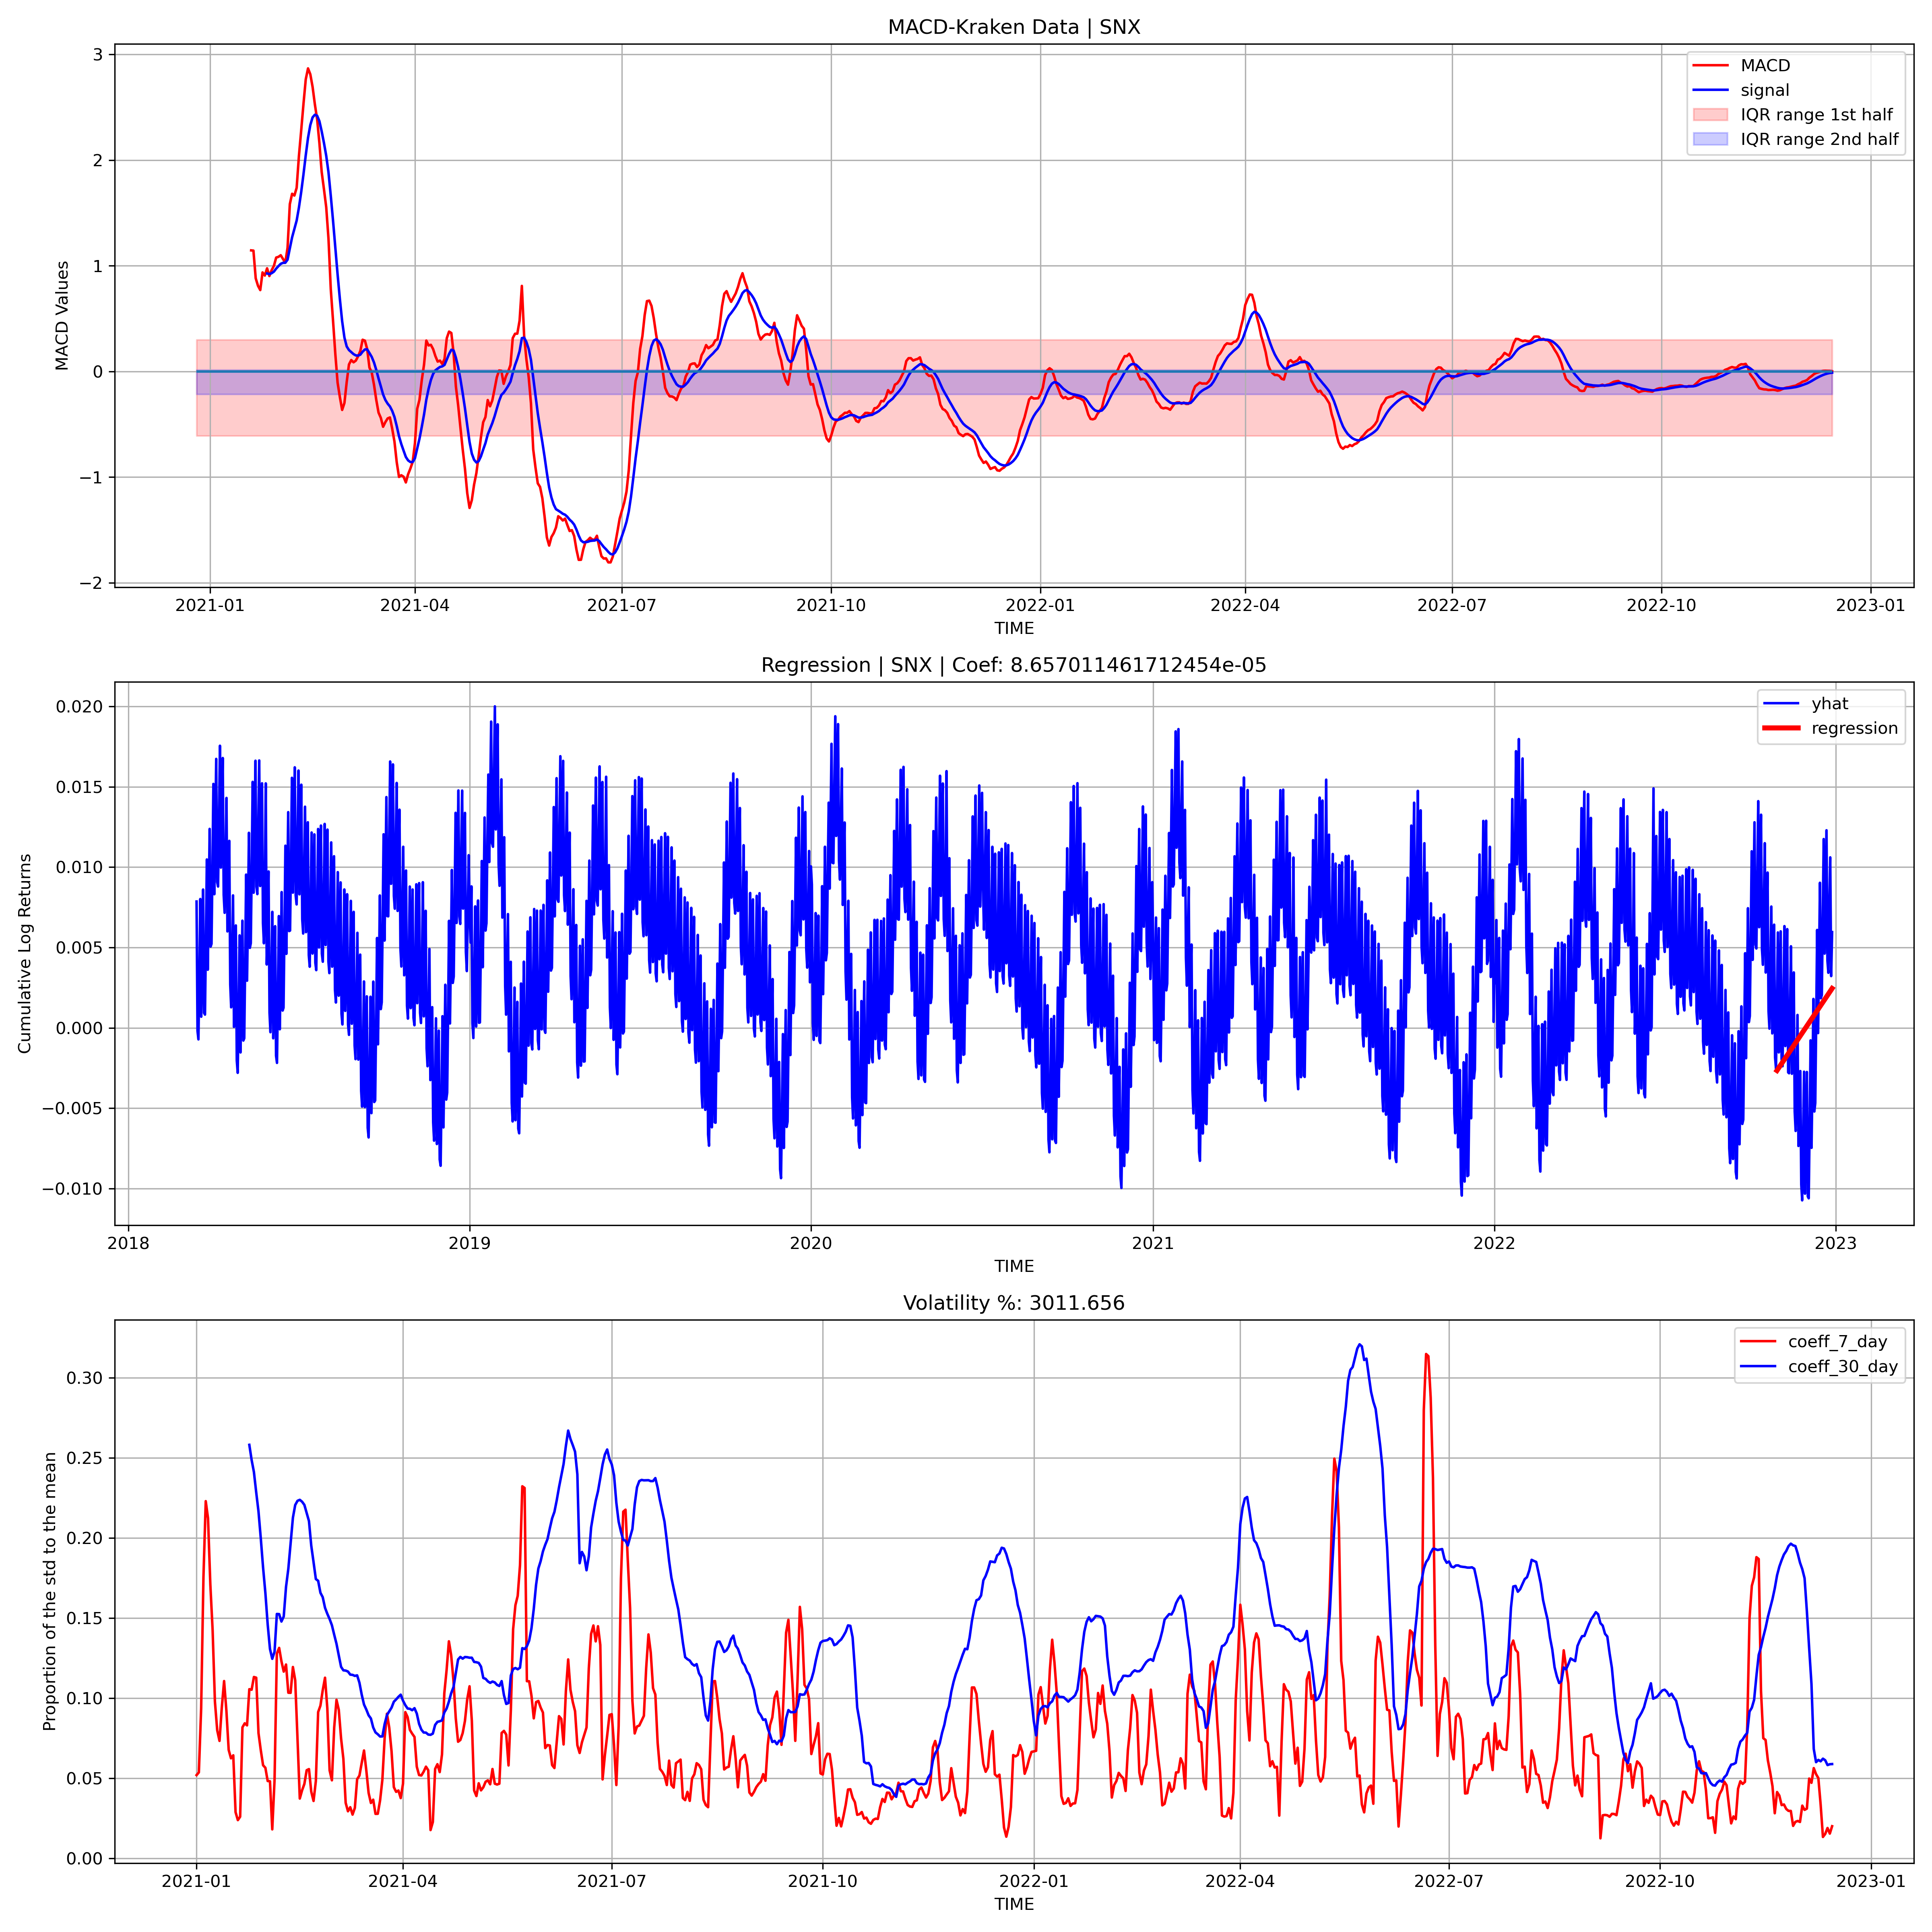 MACD-Kraken Data | SNX
MACD
signal
IQR range 1st half
IQR range 2nd half
MACD Values
3
2
1
0
−1
−2
2021-01
2021-04
2021-07
2021-10
2022-01
2022-04
2022-07
2022-10
2023-01
TIME
Regression | SNX | Coef: 8.657011461712454e-05
yhat
regression
Cumulative Log Returns
0.020
0.015
0.010
0.005
0.000
−0.005
−0.010
2018
2019
2020
2021
2022
2023
TIME
Volatility %: 3011.656
coeff_7_day
coeff_30_day
Proportion of the std to the mean
0.30
0.25
0.20
0.15
0.10
0.05
0.00
2021-01
2021-04
2021-07
2021-10
2022-01
2022-04
2022-07
2022-10
2023-01
TIME